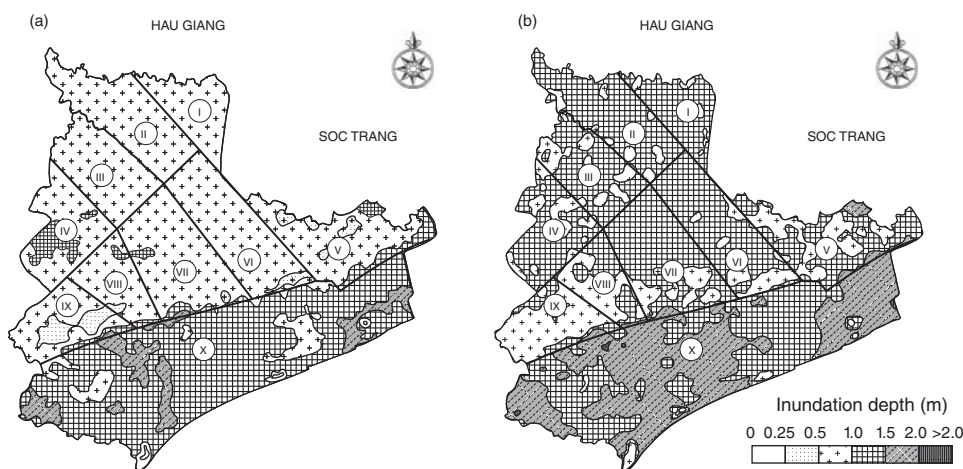 (a)
HAU GIANG
SOC TRANG
I
II
III
IV
V
VI
VII
VIII
IX
X
(b)
HAU GIANG
SOC TRANG
I
II
III
IV
V
VI
VII
VIII
IX
X
Inundation depth (m)
0 0.25 0.5 1.0 1.5 2.0 >2.0